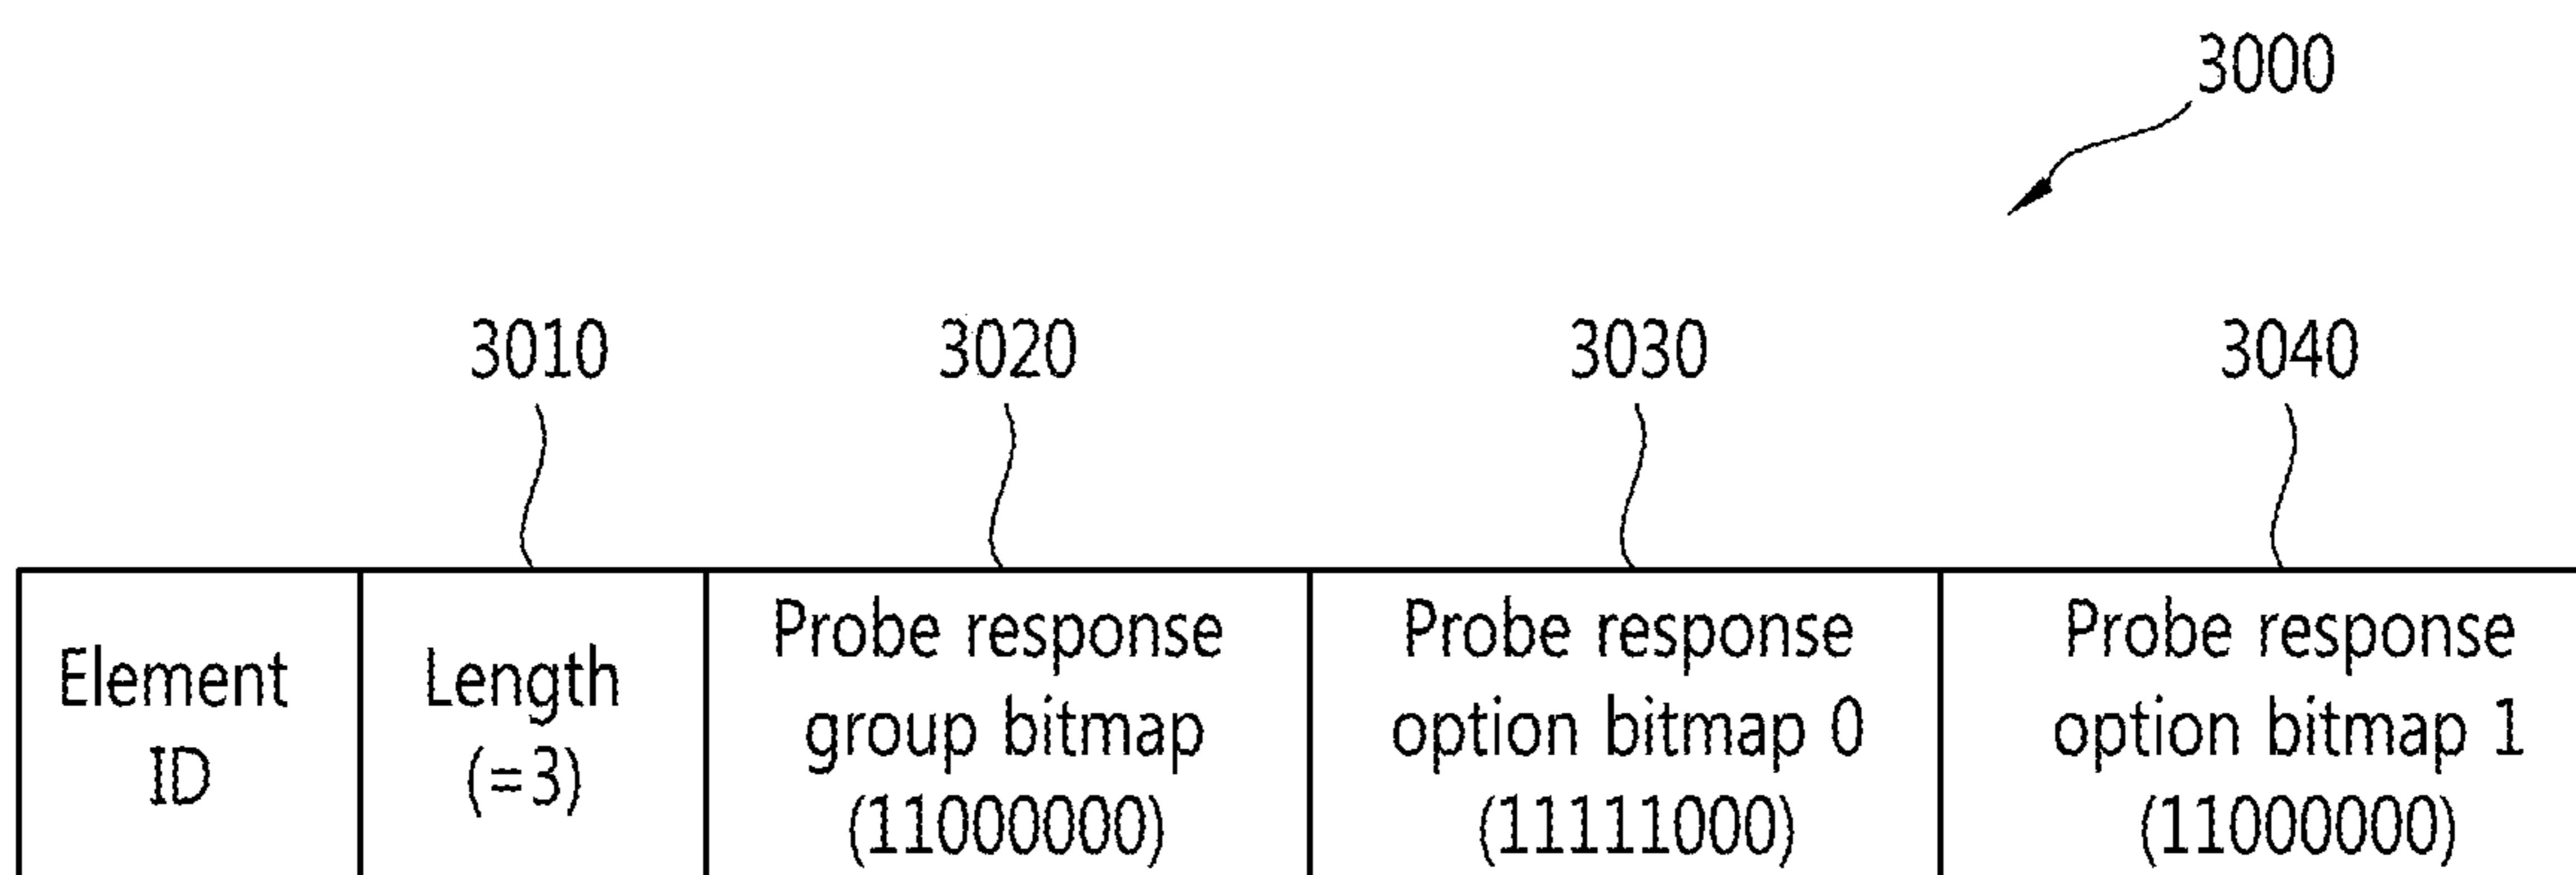 3000
3010 3020 3030 3040
Element
ID
Length
(=3)
Probe response
group bitmap
(11000000)
Probe response
option bitmap 0
(11111000)
Probe response
option bitmap 1
(11000000)